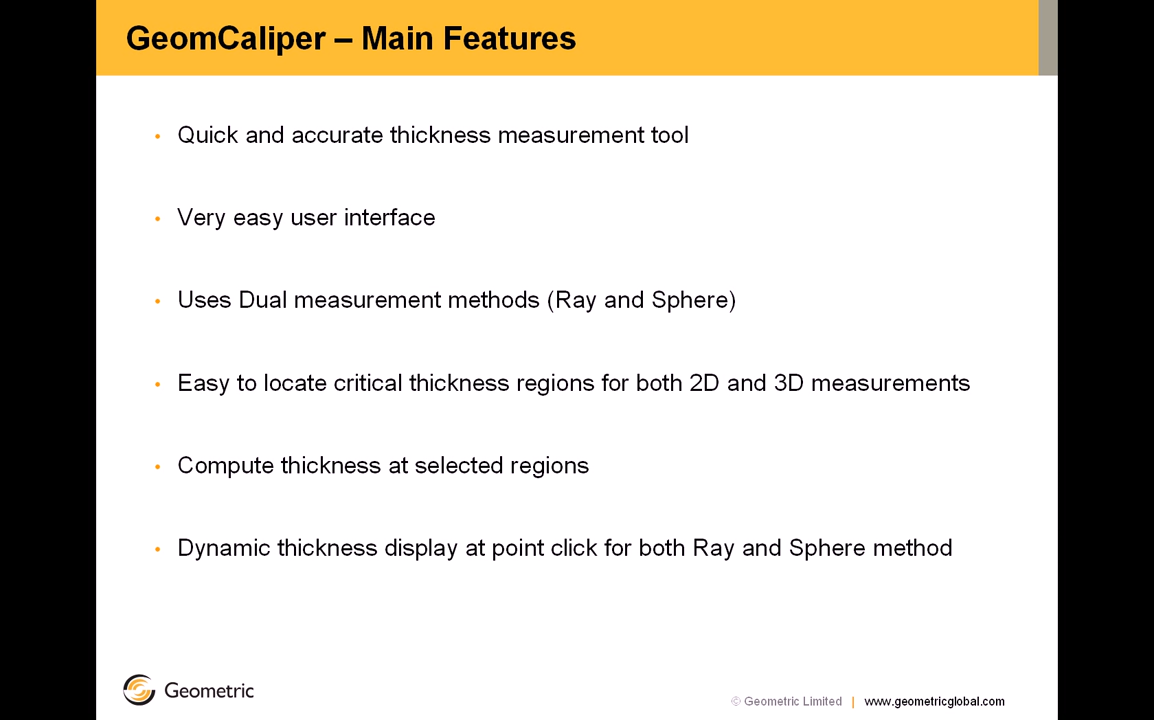 GeomCaliper – Main Features
• Quick and accurate thickness measurement tool
• Very easy user interface
• Uses Dual measurement methods (Ray and Sphere)
• Easy to locate critical thickness regions for both 2D and 3D measurements
• Compute thickness at selected regions
• Dynamic thickness display at point click for both Ray and Sphere method
Geometric
© Geometric Limited | www.geometricglobal.com